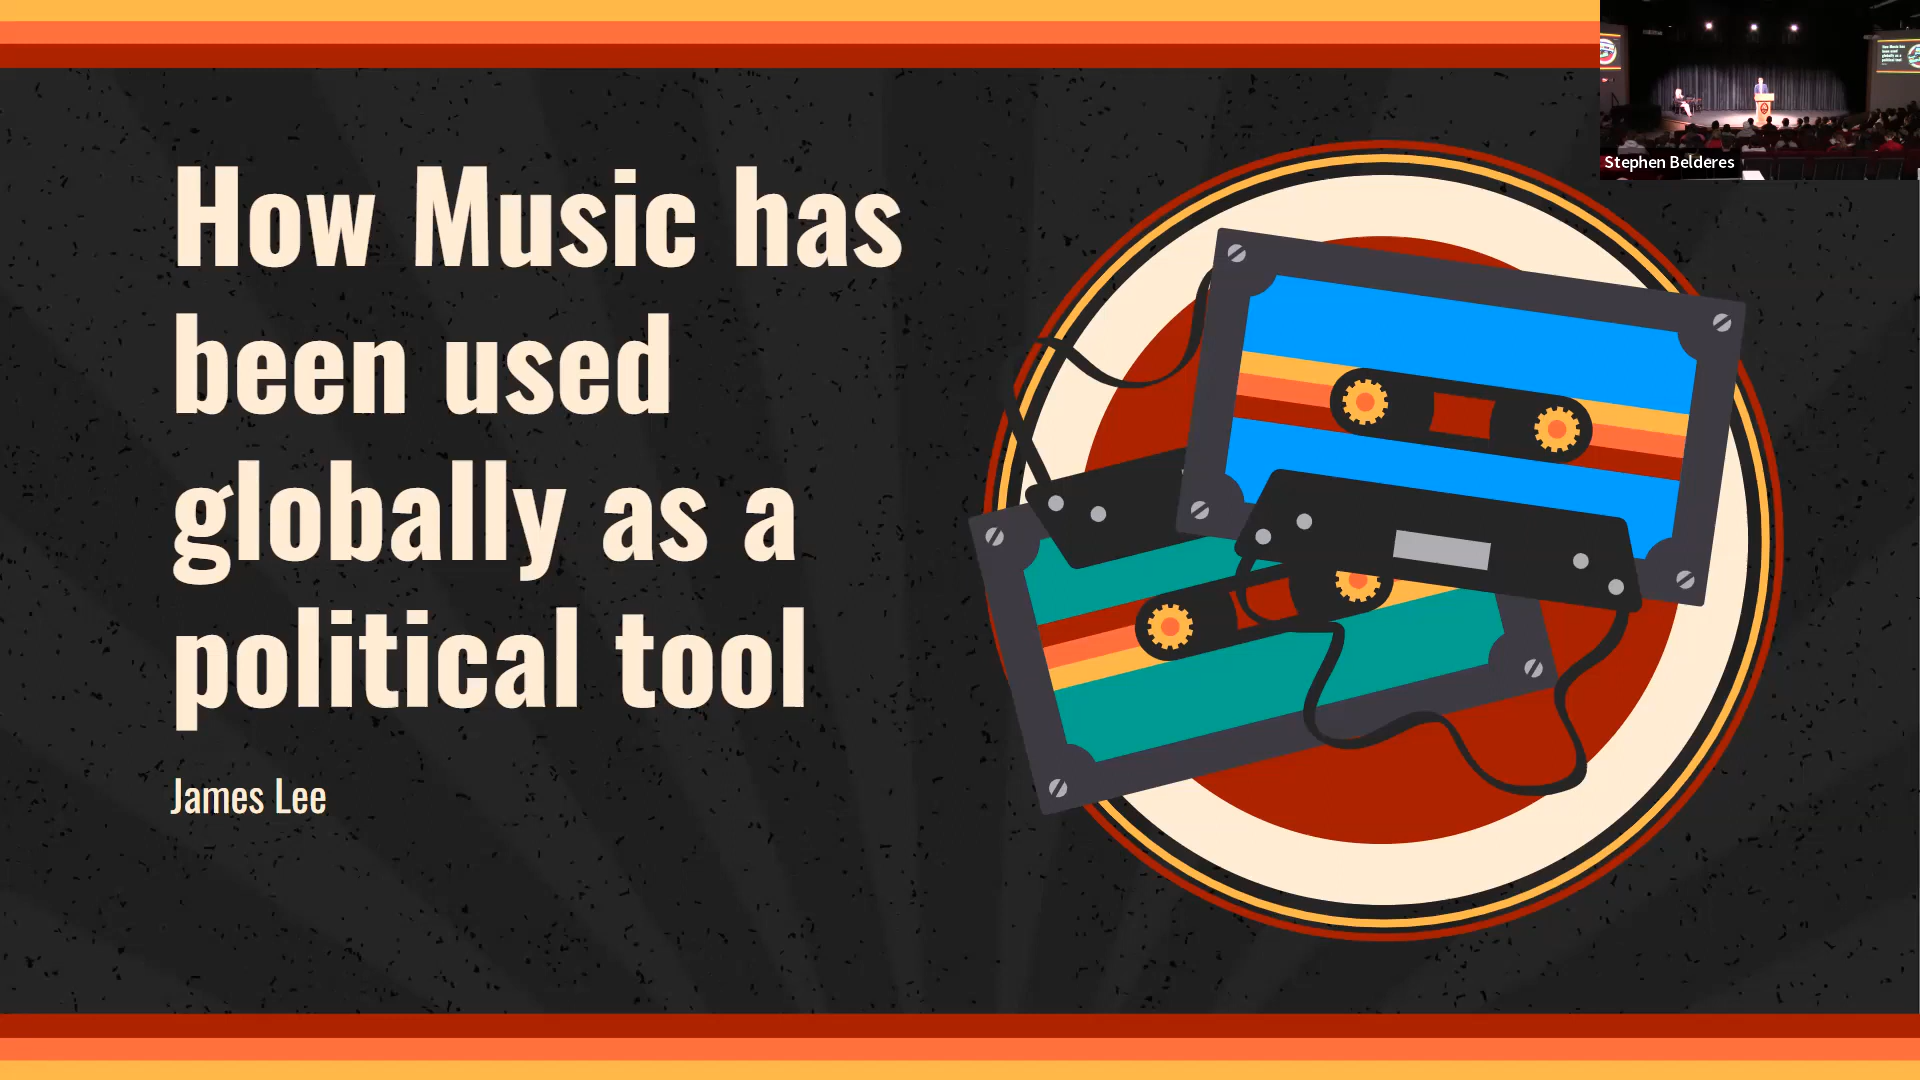 How Music has
been used
globally as a
political tool
James Lee
Stephen Belderes